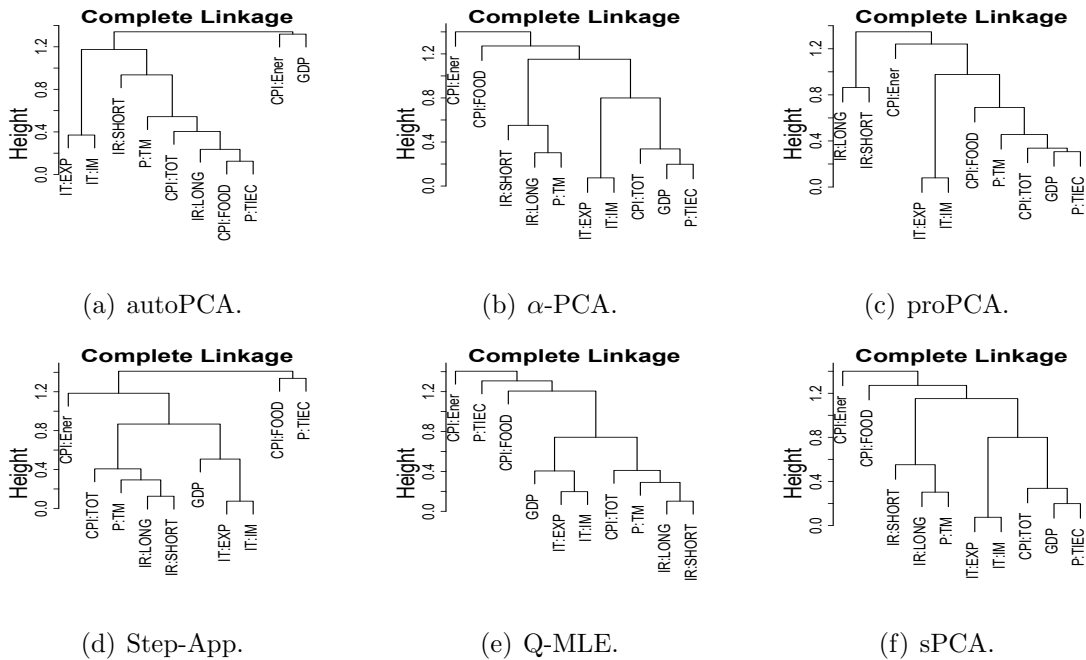 Complete Linkage
Height
0.0 0.4 0.8 1.2
IT:EXP
IT:IM
IR:SHORT
P:TM
CPI:TOT
IR:LONG
CPI:FOOD
P:TIEC
CPI:Ener
GDP
(a) autoPCA.
Complete Linkage
Height
0.0 0.4 0.8 1.2
CPI:Ener
CPI:FOOD
IR:SHORT
IR:LONG
P:TM
IT:EXP
IT:IM
CPI:TOT
GDP
P:TIEC
(b) α-PCA.
Complete Linkage
Height
0.0 0.4 0.8 1.2
IR:LONG
IR:SHORT
CPI:Ener
IT:EXP
IT:IM
CPI:FOOD
P:TM
CPI:TOT
GDP
P:TIEC
(c) proPCA.
Complete Linkage
Height
0.0 0.4 0.8 1.2
CPI:Ener
CPI:TOT
P:TM
IR:LONG
IR:SHORT
GDP
IT:EXP
IT:IM
CPI:FOOD
P:TIEC
(d) Step-App.
Complete Linkage
Height
0.0 0.4 0.8 1.2
CPI:Ener
P:TIEC
CPI:FOOD
GDP
IT:EXP
IT:IM
CPI:TOT
P:TM
IR:LONG
IR:SHORT
(e) Q-MLE.
Complete Linkage
Height
0.0 0.4 0.8 1.2
CPI:Ener
CPI:FOOD
IR:SHORT
IR:LONG
P:TM
IT:EXP
IT:IM
CPI:TOT
GDP
P:TIEC
(f) sPCA.